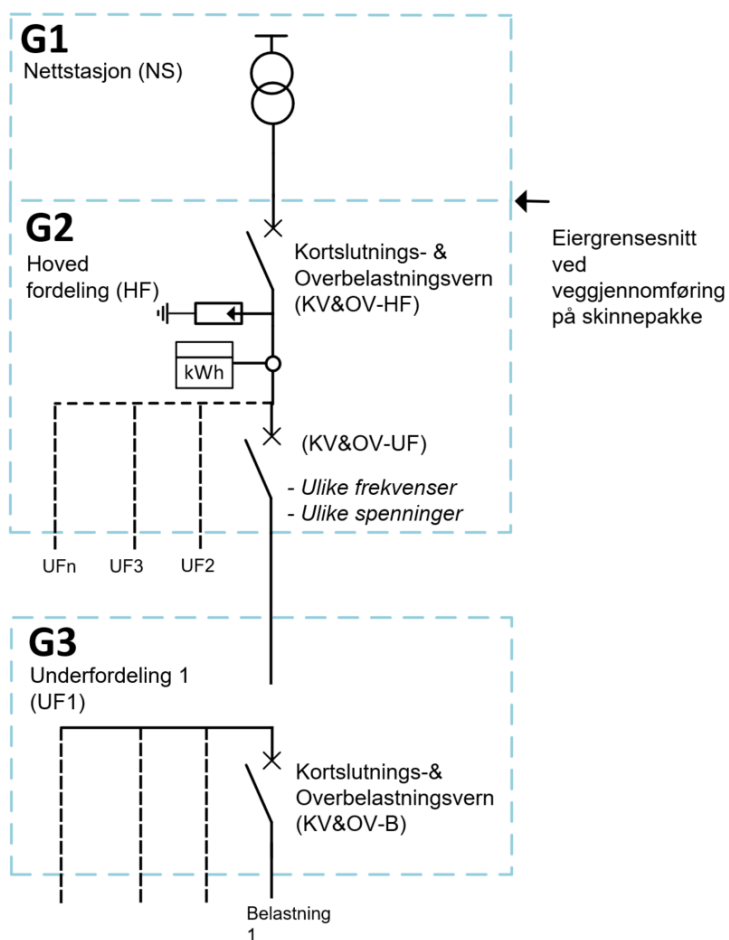 G1
Nettstasjon (NS)
G2
Hoved
fordeling (HF)
Kortslutnings- &
Overbelastningsvern
(KV&OV-HF)
Eiergrensesnitt
ved
veggjennomføring
på skinnepakke
kWh
(KV&OV-UF)
- Ulike frekvenser
- Ulike spenninger
UFn
UF3
UF2
G3
Underfordeling 1
(UF1)
Kortslutnings-&
Overbelastningsvern
(KV&OV-B)
Belastning
1